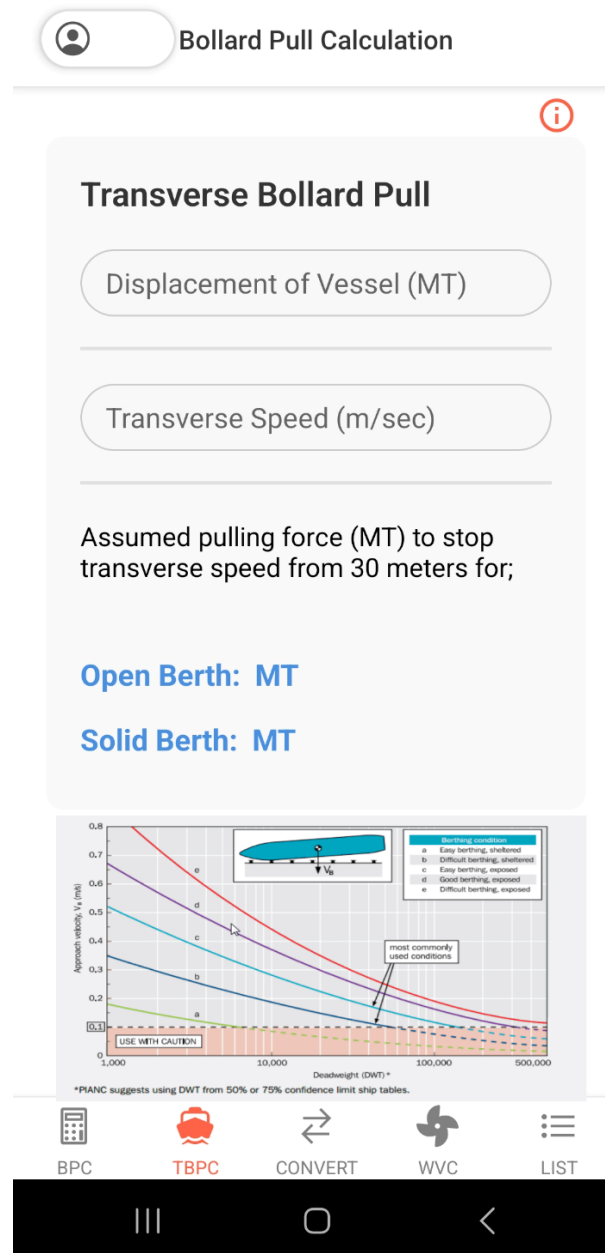 Bollard Pull Calculation
Transverse Bollard Pull
Displacement of Vessel (MT)
Transverse Speed (m/sec)
Assumed pulling force (MT) to stop
transverse speed from 30 meters for;
Open Berth: MT
Solid Berth: MT
0,8
0,7
0,6
0,5
0,4
0,3
0,2
0,1
0
Approach velocity, VB (m/s)
e
d
c
b
a
VB
Berthing condition
a Easy berthing, sheltered
b Difficult berthing, sheltered
c Easy berthing, exposed
d Good berthing, exposed
e Difficult berthing, exposed
most commonly
used conditions
USE WITH CAUTION
1,000 10,000 100,000 500,000
Deadweight (DWT)*
*PIANC suggests using DWT from 50% or 75% confidence limit ship tables.
BPC TBPC CONVERT WVC LIST